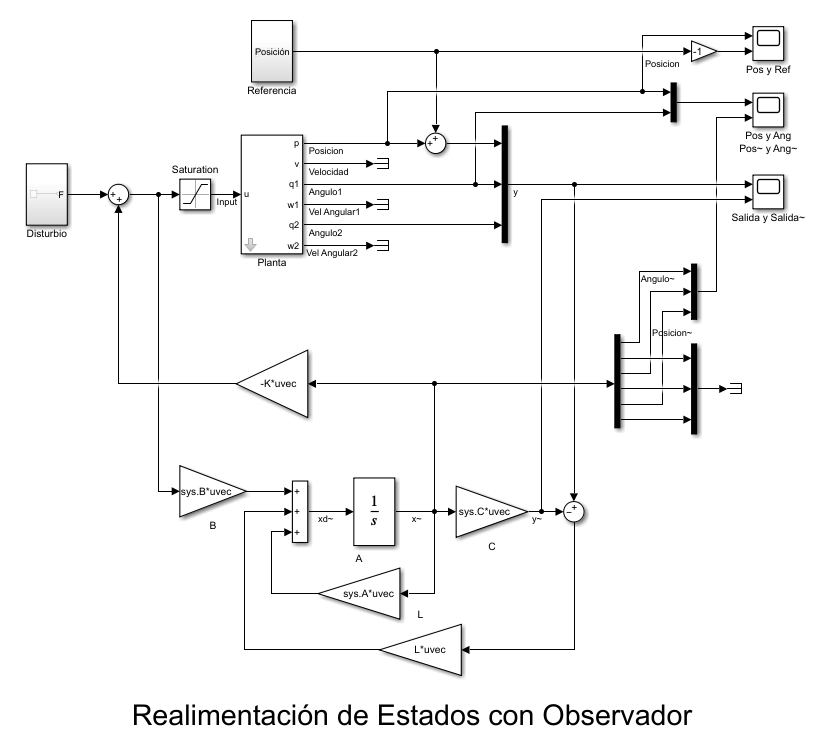 Posición
Referencia
-1
Posicion
Pos y Ref
Pos y Ang
Pos~ y Ang~
Salida y Salida~
F
Disturbio
+
+
Saturation
Input
u
p
v
q1
w1
q2
w2
Planta
Posicion
Velocidad
Angulo1
Vel Angular1
Angulo2
Vel Angular2
+
+
y
Angulo~
Posicion~
-K*uvec
sys.B*uvec
B
+
+
+
xd~
1
s
A
x~
sys.C*uvec
C
y~
+
−
sys.A*uvec
L
L*uvec
Realimentación de Estados con Observador